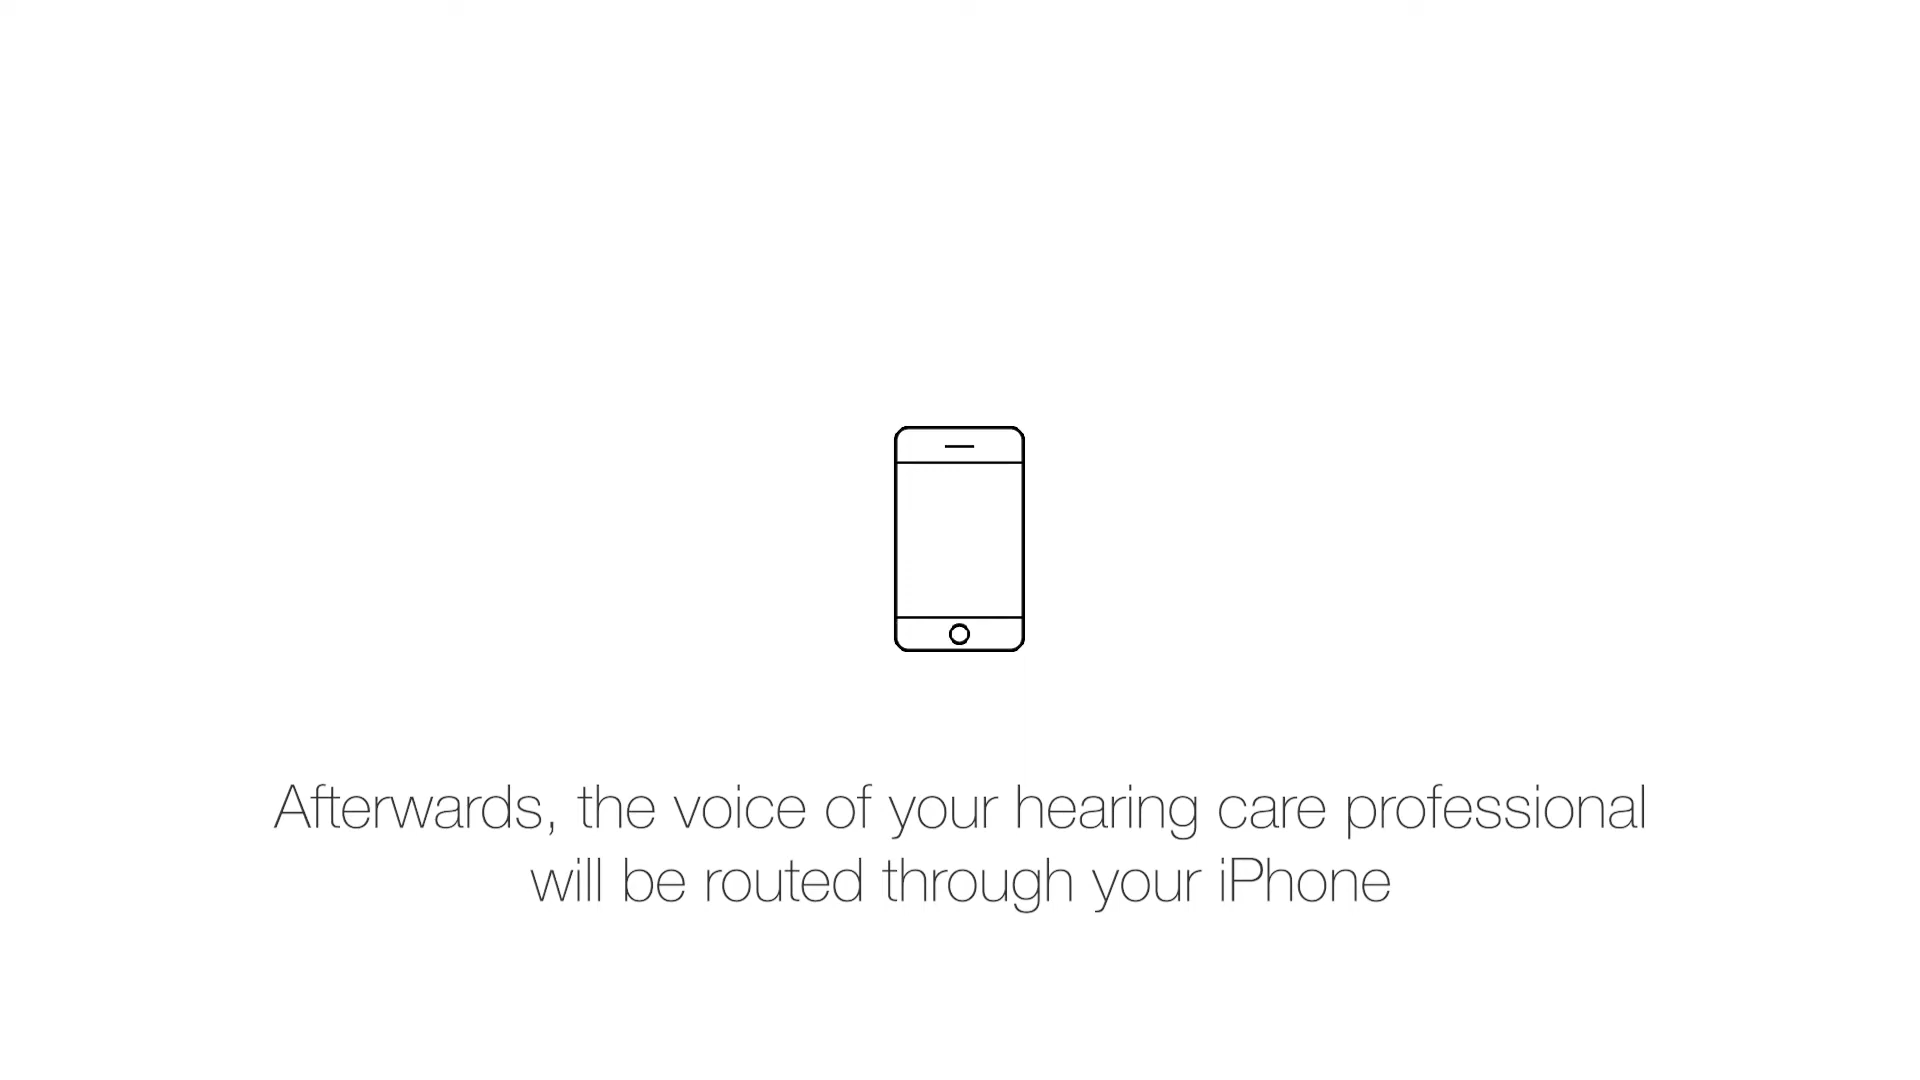 Afterwards, the voice of your hearing care professional
will be routed through your iPhone